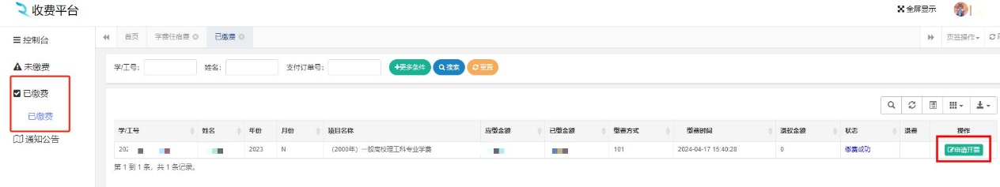 收费平台
全屏显示
控制台
首页 学费住宿费 已缴费 页签操作
未缴费
学/工号： 姓名： 支付订单号： +更多条件 搜索 重置
已缴费
已缴费
学/工号 姓名 年份 月份 项目名称 应缴金额 已缴金额 缴费方式 缴费时间 退款金额 状态 退费 操作
通知公告
202 2023 N （2000年）一般高校理工科专业学费 101 2024-04-17 15:40:28 0 缴费成功 申请开票
第 1 到 1 条，共 1 条记录。